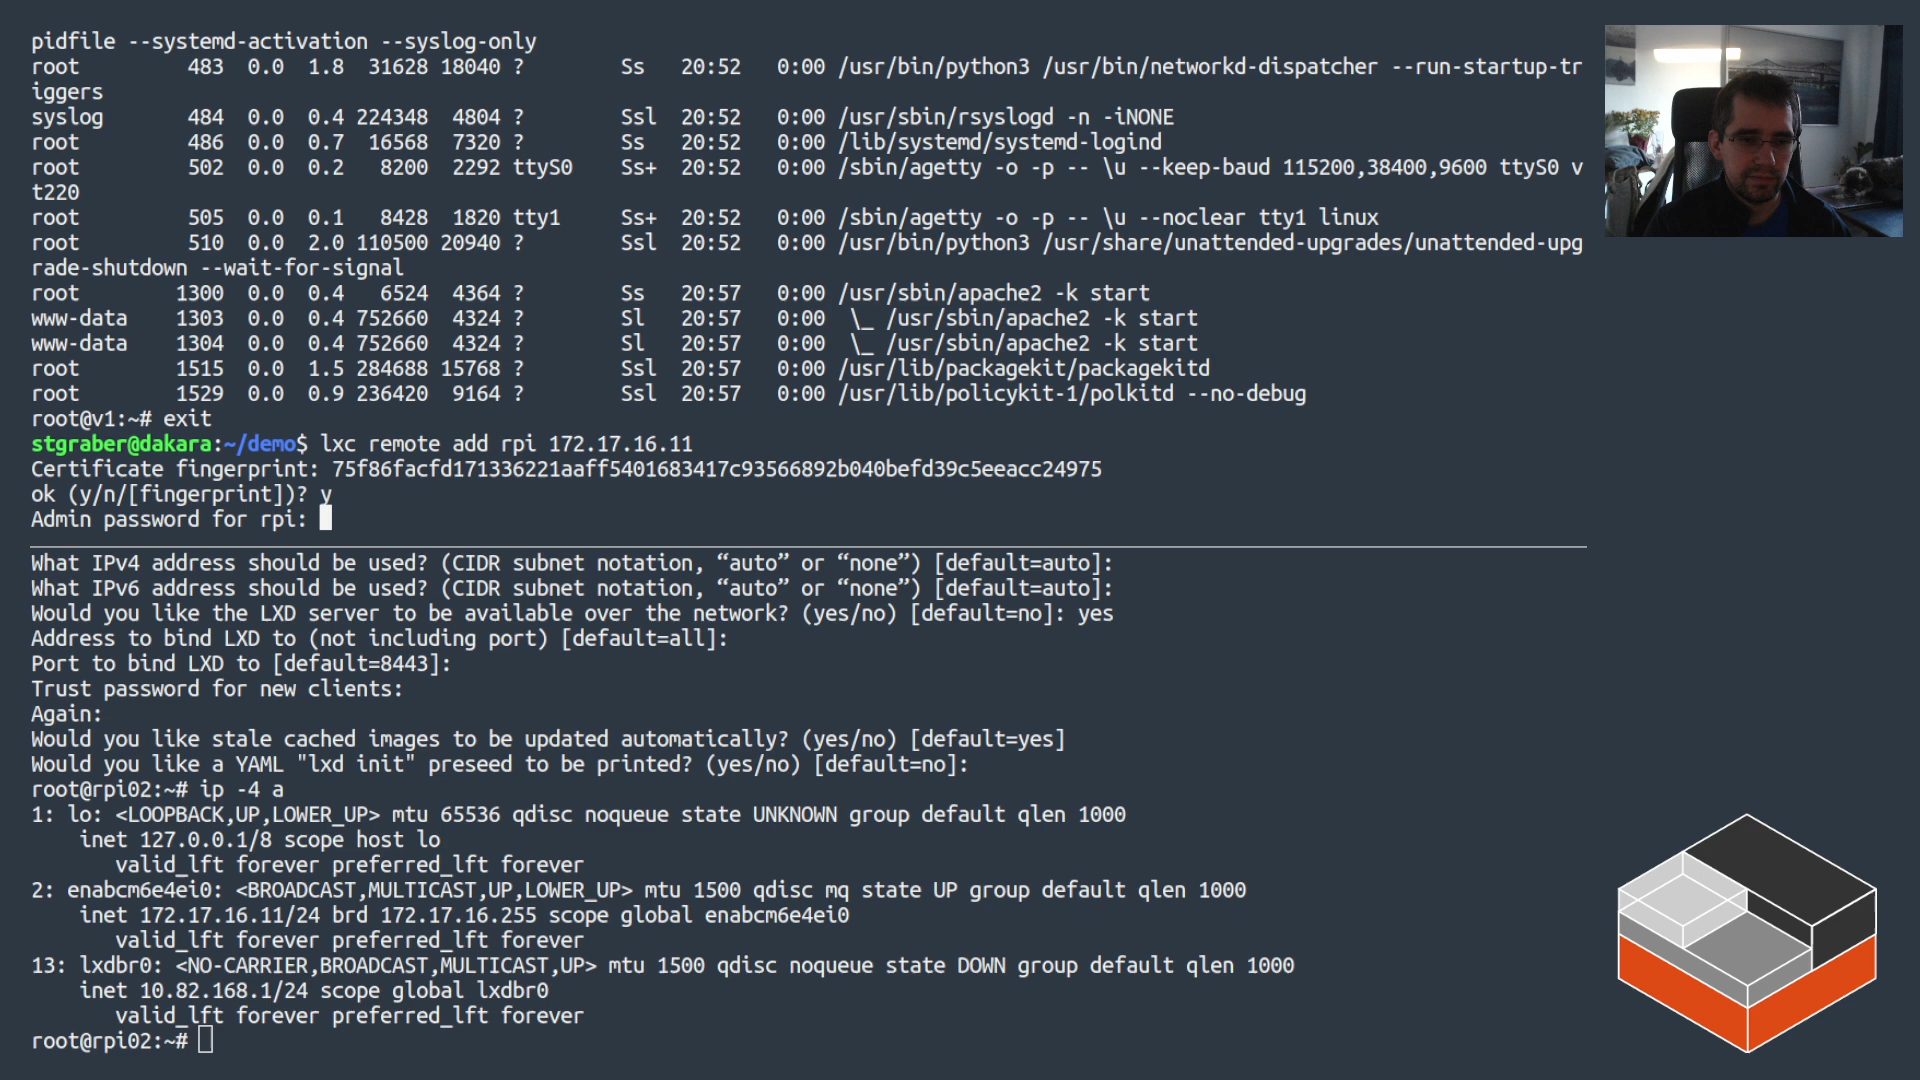 pidfile --systemd-activation --syslog-only
root         483  0.0  1.8  31628 18040 ?        Ss   20:52   0:00 /usr/bin/python3 /usr/bin/networkd-dispatcher --run-startup-tr
iggers
syslog       484  0.0  0.4 224348  4804 ?        Ssl  20:52   0:00 /usr/sbin/rsyslogd -n -iNONE
root         486  0.0  0.7  16568  7320 ?        Ss   20:52   0:00 /lib/systemd/systemd-logind
root         502  0.0  0.2   8200  2292 ttyS0    Ss+  20:52   0:00 /sbin/agetty -o -p -- \u --keep-baud 115200,38400,9600 ttyS0 v
t220
root         505  0.0  0.1   8428  1820 tty1     Ss+  20:52   0:00 /sbin/agetty -o -p -- \u --noclear tty1 linux
root         510  0.0  2.0 110500 20940 ?        Ssl  20:52   0:00 /usr/bin/python3 /usr/share/unattended-upgrades/unattended-upg
rade-shutdown --wait-for-signal
root        1300  0.0  0.4   6524  4364 ?        Ss   20:57   0:00 /usr/sbin/apache2 -k start
www-data    1303  0.0  0.4 752660  4324 ?        Sl   20:57   0:00  \_ /usr/sbin/apache2 -k start
www-data    1304  0.0  0.4 752660  4324 ?        Sl   20:57   0:00  \_ /usr/sbin/apache2 -k start
root        1515  0.0  1.5 284688 15768 ?        Ssl  20:57   0:00 /usr/lib/packagekit/packagekitd
root        1529  0.0  0.9 236420  9164 ?        Ssl  20:57   0:00 /usr/lib/policykit-1/polkitd --no-debug
root@v1:~# exit
stgraber@dakara:~/demo$ lxc remote add rpi 172.17.16.11
Certificate fingerprint: 75f86facfd171336221aaff5401683417c93566892b040befd39c5eeacc24975
ok (y/n/[fingerprint])? y
Admin password for rpi:
What IPv4 address should be used? (CIDR subnet notation, “auto” or “none”) [default=auto]:
What IPv6 address should be used? (CIDR subnet notation, “auto” or “none”) [default=auto]:
Would you like the LXD server to be available over the network? (yes/no) [default=no]: yes
Address to bind LXD to (not including port) [default=all]:
Port to bind LXD to [default=8443]:
Trust password for new clients:
Again:
Would you like stale cached images to be updated automatically? (yes/no) [default=yes]
Would you like a YAML "lxd init" preseed to be printed? (yes/no) [default=no]:
root@rpi02:~# ip -4 a
1: lo: <LOOPBACK,UP,LOWER_UP> mtu 65536 qdisc noqueue state UNKNOWN group default qlen 1000
    inet 127.0.0.1/8 scope host lo
       valid_lft forever preferred_lft forever
2: enabcm6e4ei0: <BROADCAST,MULTICAST,UP,LOWER_UP> mtu 1500 qdisc mq state UP group default qlen 1000
    inet 172.17.16.11/24 brd 172.17.16.255 scope global enabcm6e4ei0
       valid_lft forever preferred_lft forever
13: lxdbr0: <NO-CARRIER,BROADCAST,MULTICAST,UP> mtu 1500 qdisc noqueue state DOWN group default qlen 1000
    inet 10.82.168.1/24 scope global lxdbr0
       valid_lft forever preferred_lft forever
root@rpi02:~#